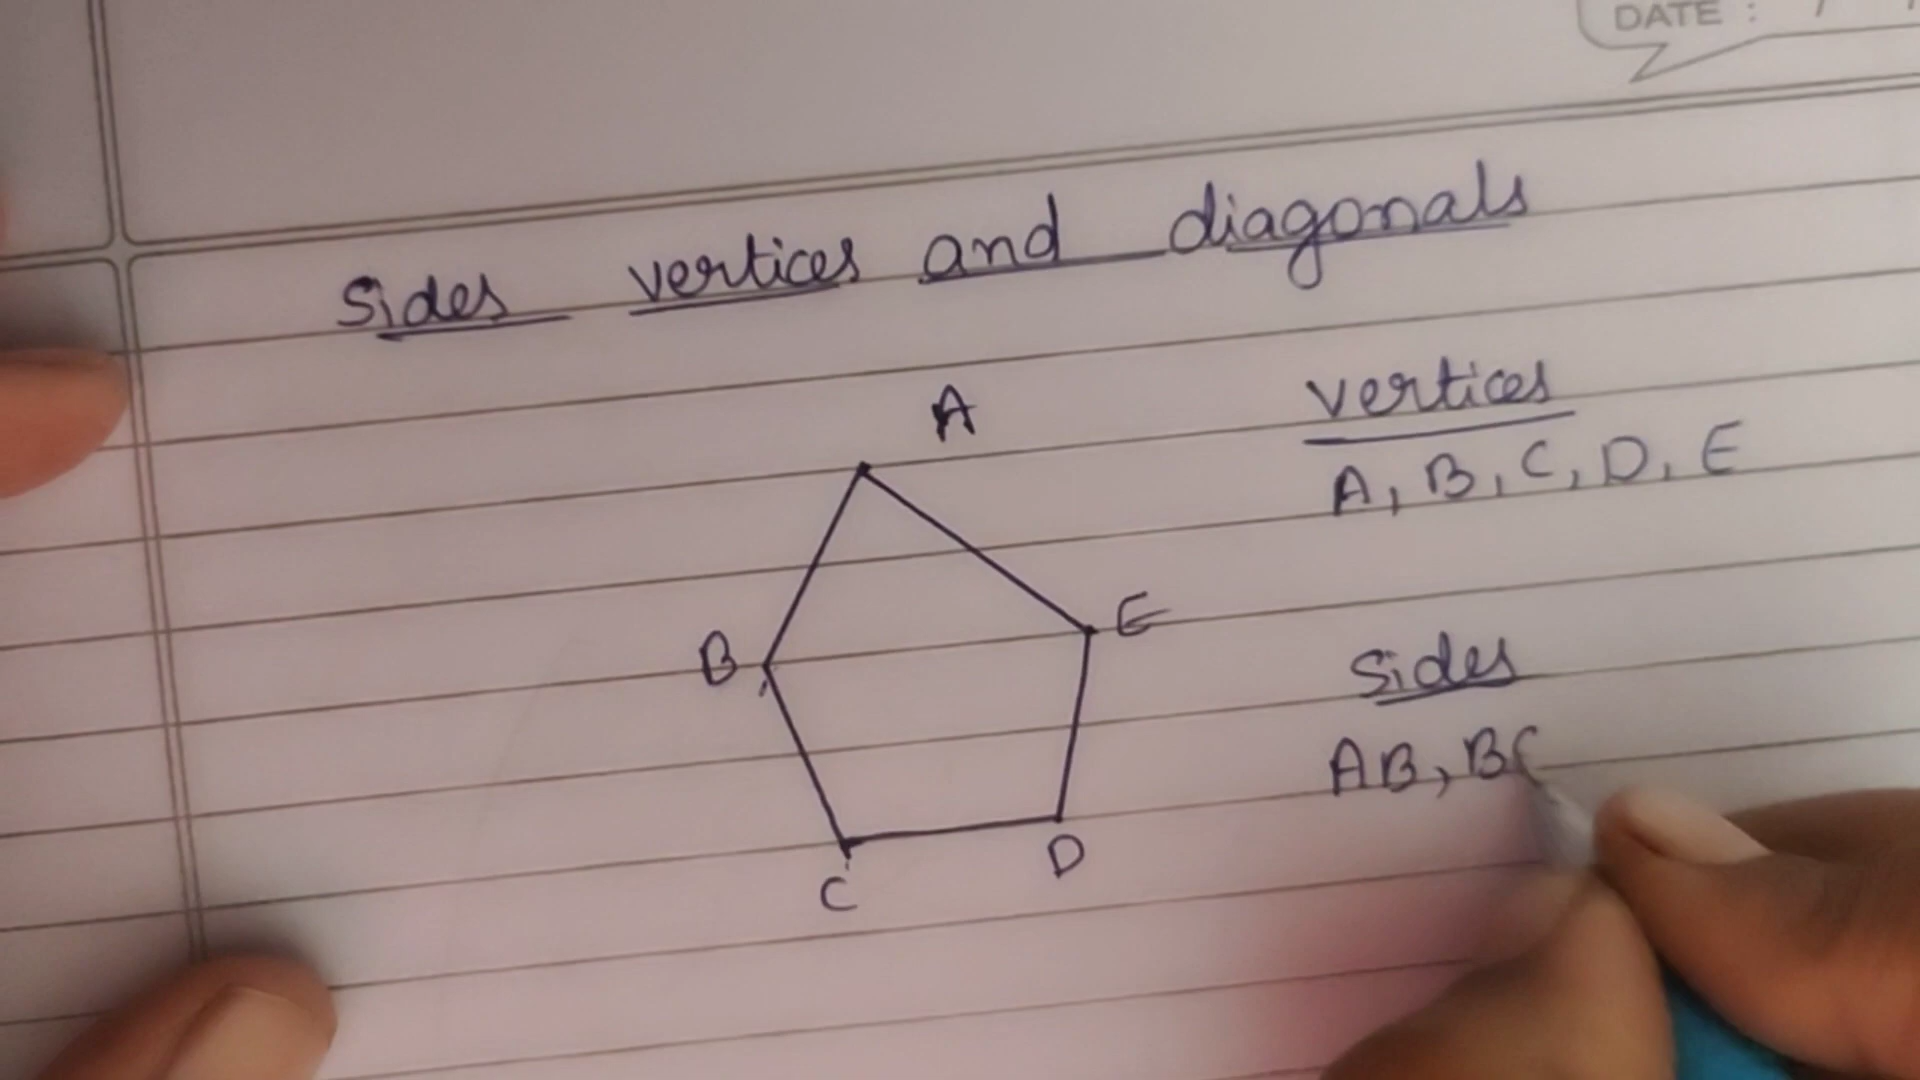 DATE : / /
Sides vertices and diagonals
A
vertices
A, B, C, D, E
E
B
Sides
AB, BC
D
C